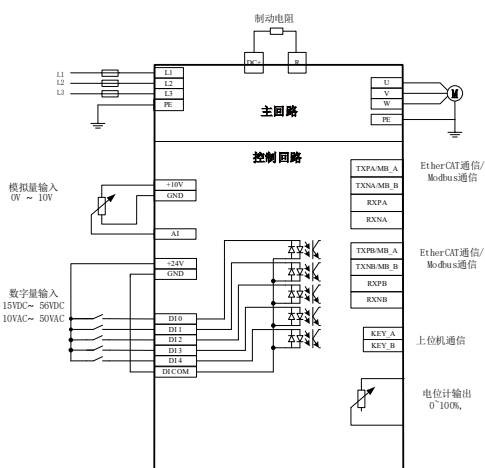 制动电阻
DC+
R
L1
L2
L3
L1
L2
L3
PE
主回路
U
V
W
PE
M
控制回路
TXPA/MB_A
TXNA/MB_B
RXPA
RXNA
EtherCAT通信/
Modbus通信
模拟量输入
0V ~ 10V
+10V
GND
AI
+24V
GND
TXPB/MB_A
TXNB/MB_B
RXPB
RXNB
EtherCAT通信/
Modbus通信
数字量输入
15VDC~ 56VDC
10VAC~ 50VAC
DI0
DI1
DI2
DI3
DI4
DICOM
KEY_A
KEY_B
上位机通信
电位计输出
0~100%,